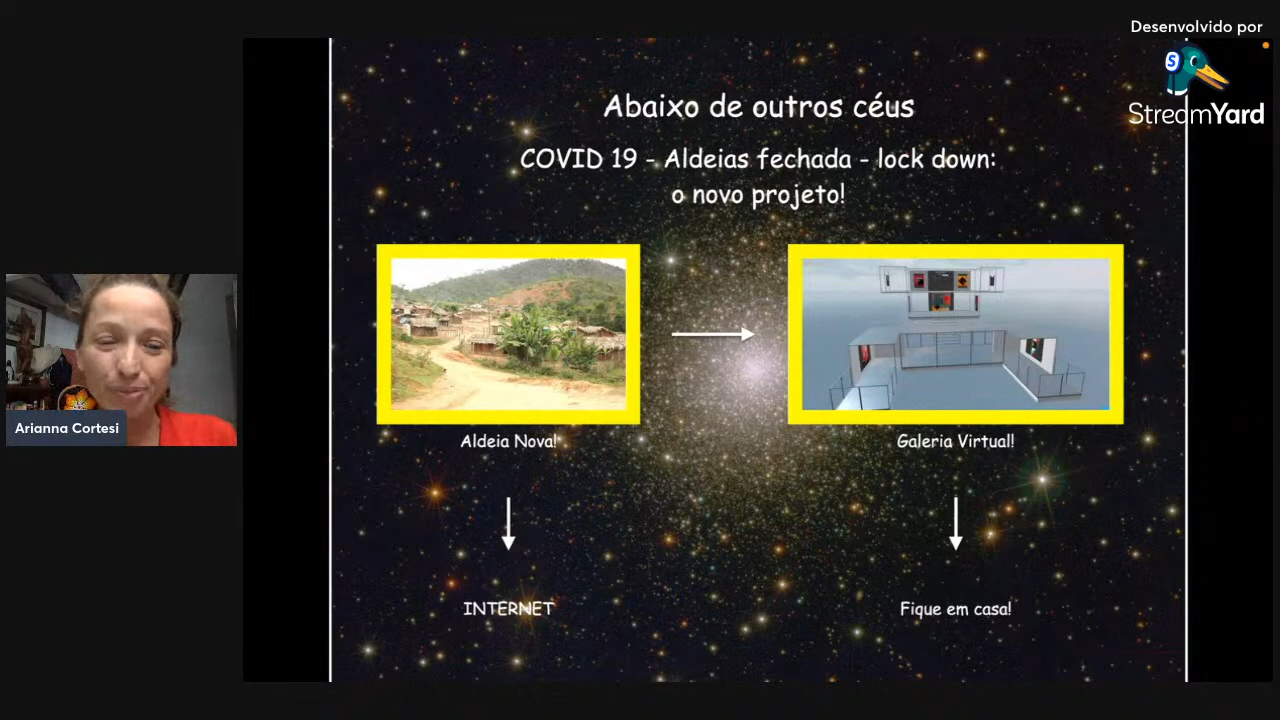 Desenvolvido por
StreamYard
Abaixo de outros céus
COVID 19 - Aldeias fechada - lock down:
o novo projeto!
Arianna Cortesi
Aldeia Nova!
Galeria Virtual!
INTERNET
Fique em casa!